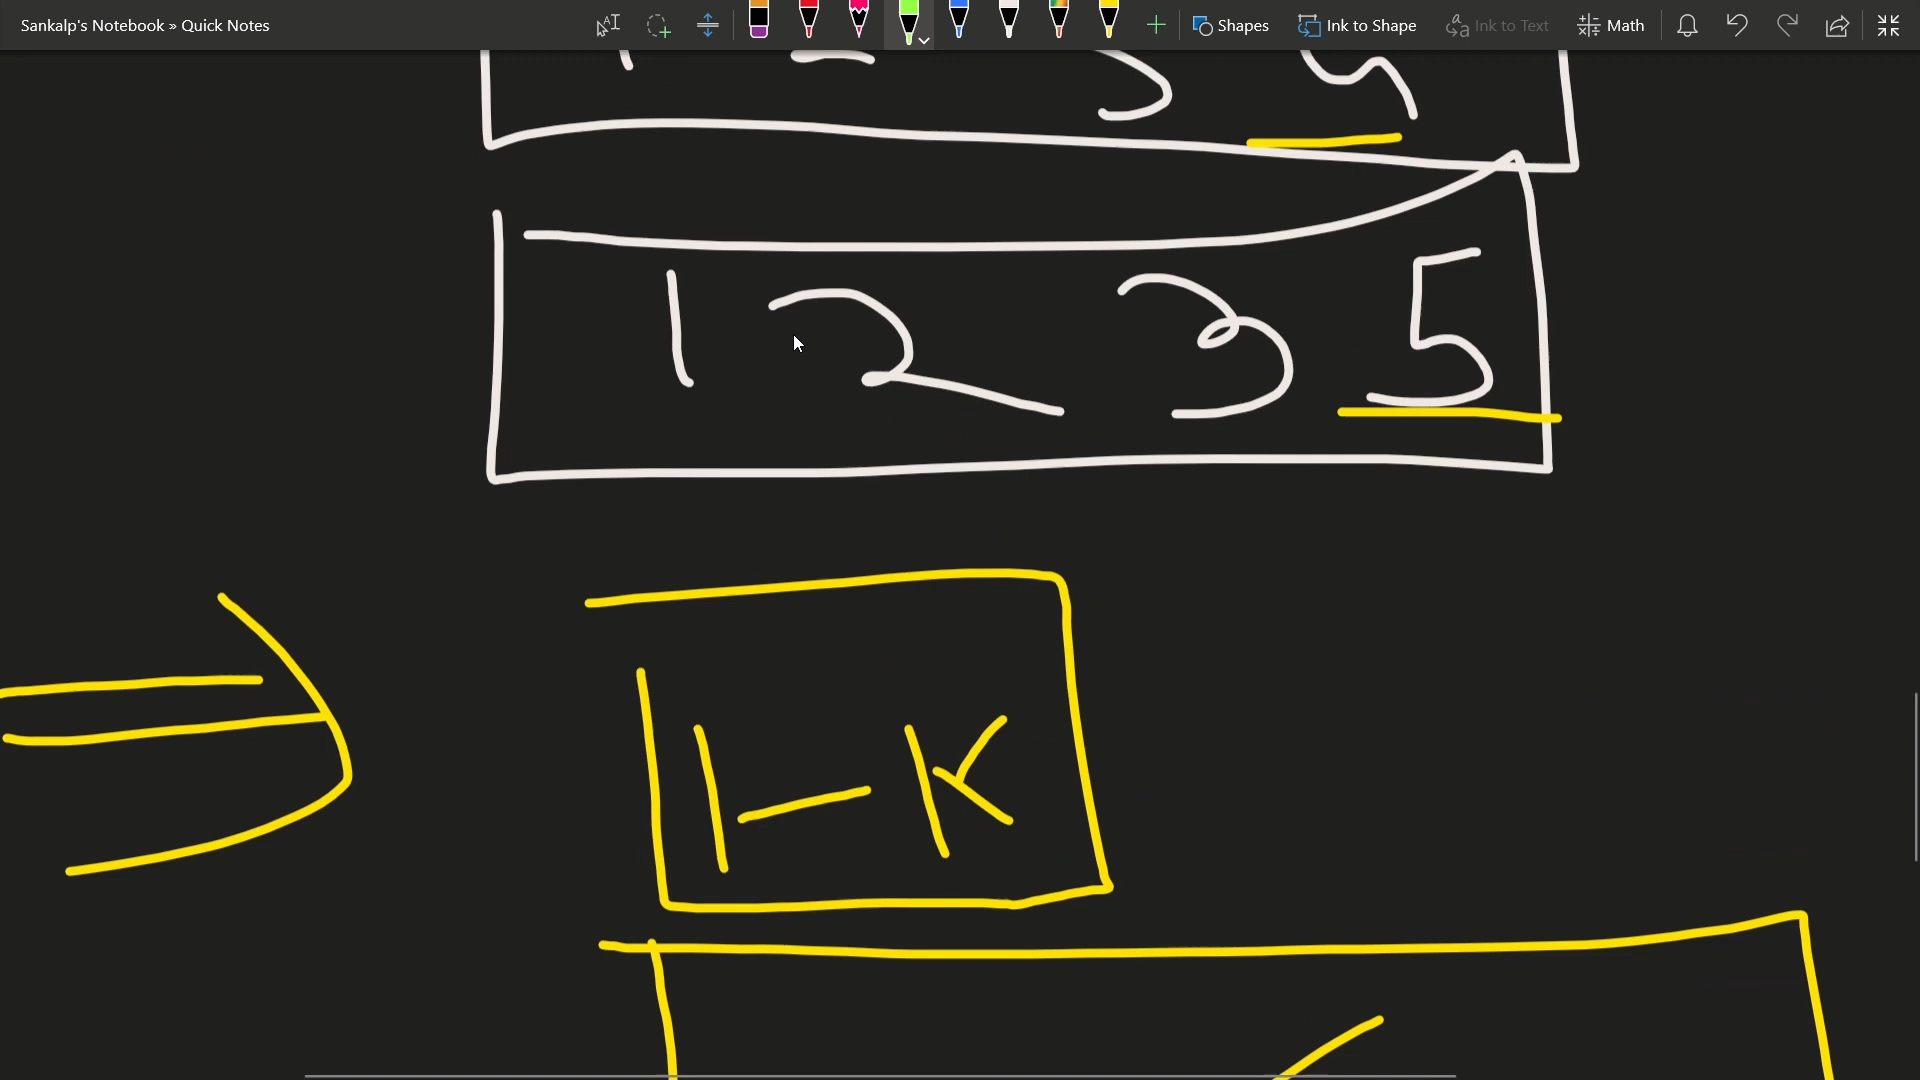 Sankalp's Notebook » Quick Notes
Shapes
Ink to Shape
Ink to Text
Math
1 2 3 5
1-K